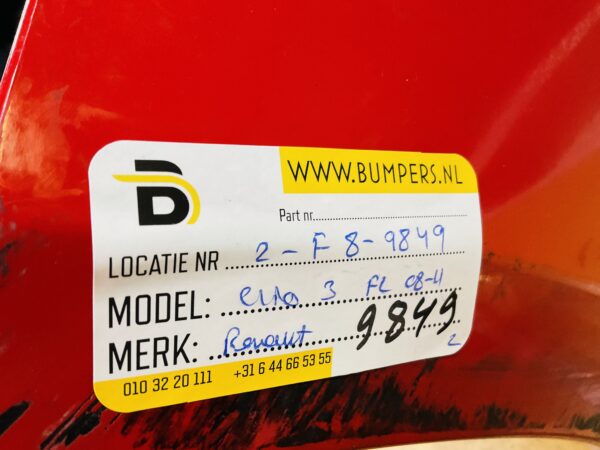 B
WWW.BUMPERS.NL
Part nr.
LOCATIE NR 2-F8-9849
MODEL: Clio 3 FL 08-11
MERK: Renault 9849
2
010 32 20 111 +31 6 44 66 53 55